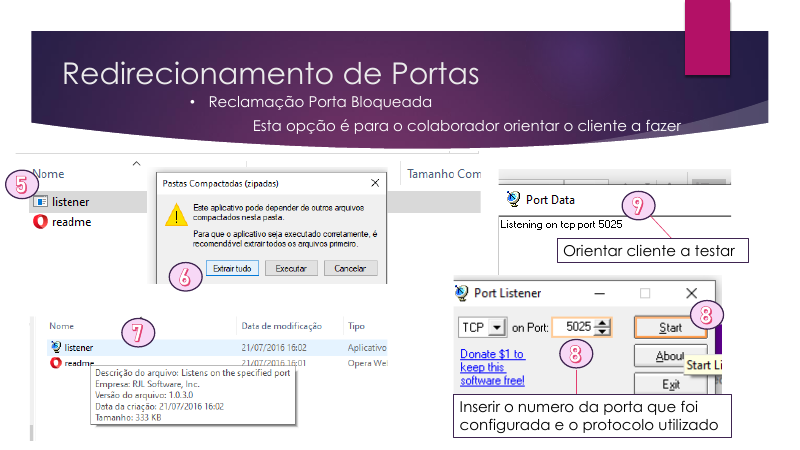 Redirecionamento de Portas
• Reclamação Porta Bloqueada
Esta opção é para o colaborador orientar o cliente a fazer
Nome
Tamanho Com
5
listener
readme
Pastas Compactadas (zipadas)
Este aplicativo pode depender de outros arquivos
compactados nesta pasta.
Para que o aplicativo seja executado corretamente, é
recomendável extrair todos os arquivos primeiro.
6
Extrair tudo
Executar
Cancelar
Port Data
9
Listening on tcp port 5025
Orientar cliente a testar
7
Nome
Data de modificação
Tipo
listener
21/07/2016 16:02
Aplicativo
readme
21/07/2016 16:01
Opera Wel
Descrição do arquivo: Listens on the specified port
Empresa: RJL Software, Inc.
Versão do arquivo: 1.0.3.0
Data da criação: 21/07/2016 16:02
Tamanho: 333 KB
Port Listener
8
TCP
on Port:
5025
Start
8
Donate $1 to
keep this
software free!
About
Start Li
Exit
Inserir o numero da porta que foi
configurada e o protocolo utilizado